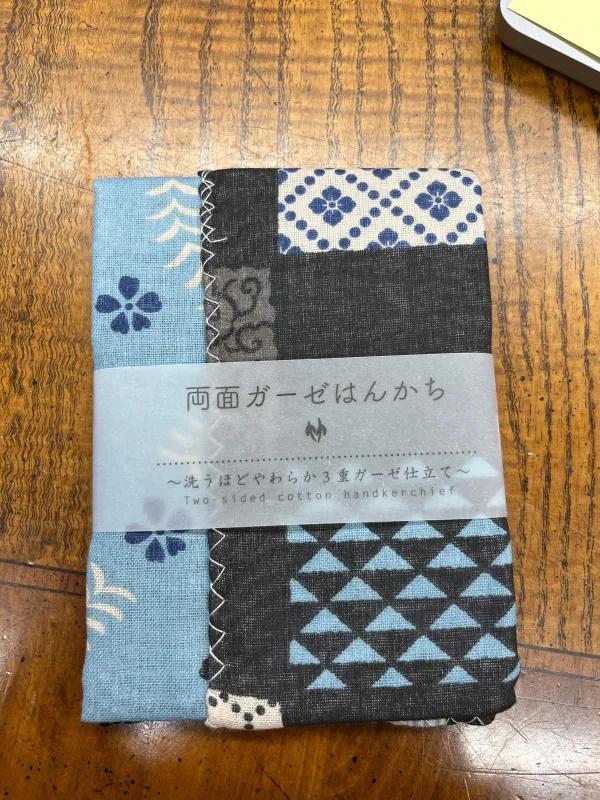 両面ガーゼはんかち
～洗うほどやわらか3重ガーゼ仕立て～
Two-sided cotton handkerchief